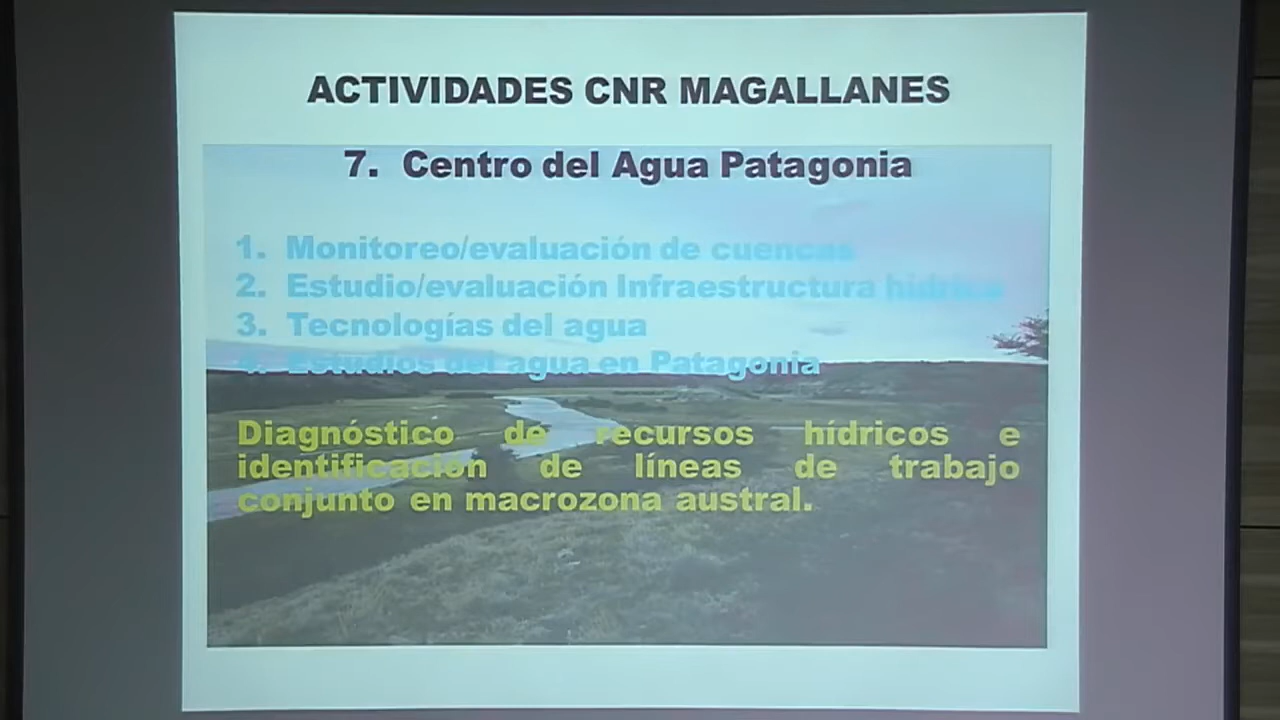 ACTIVIDADES CNR MAGALLANES
7. Centro del Agua Patagonia
1. Monitoreo/evaluación de cuencas
2. Estudio/evaluación Infraestructura hídrica
3. Tecnologías del agua
4. Estudios del agua en Patagonia
Diagnóstico de recursos hídricos e
identificación de líneas de trabajo
conjunto en macrozona austral.